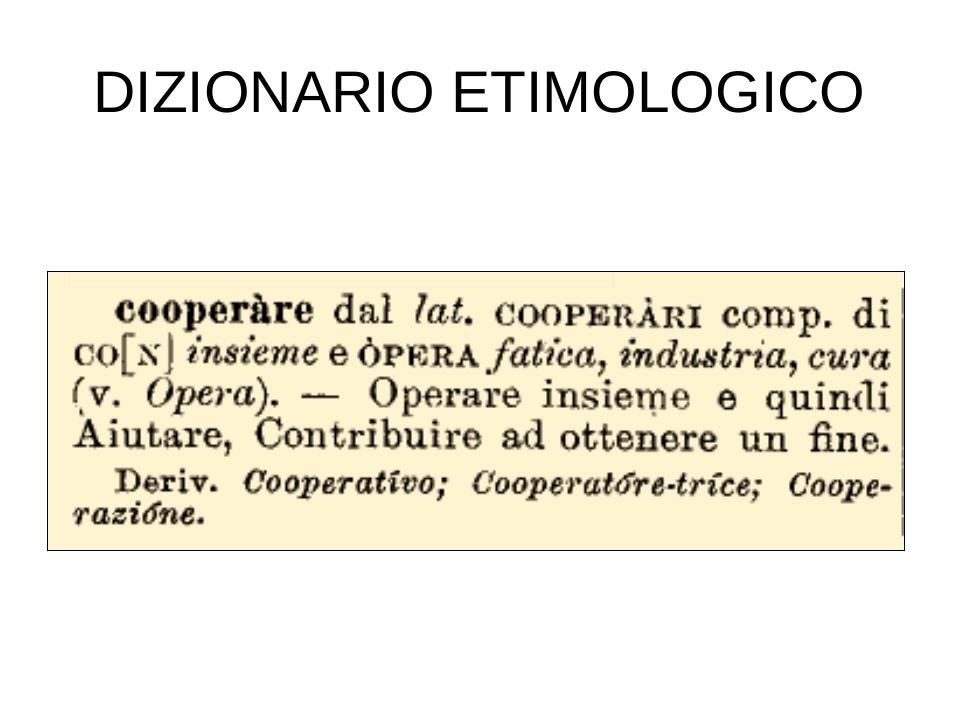 DIZIONARIO ETIMOLOGICO
cooperàre dal lat. COOPERÀRI comp. di
CO[N] insieme e ÒPERA fatica, industria, cura
(v. Opera). — Operare insieme e quindi
Aiutare, Contribuire ad ottenere un fine.
Deriv. Cooperatívo; Cooperatóre-tríce; Coope-
razióne.